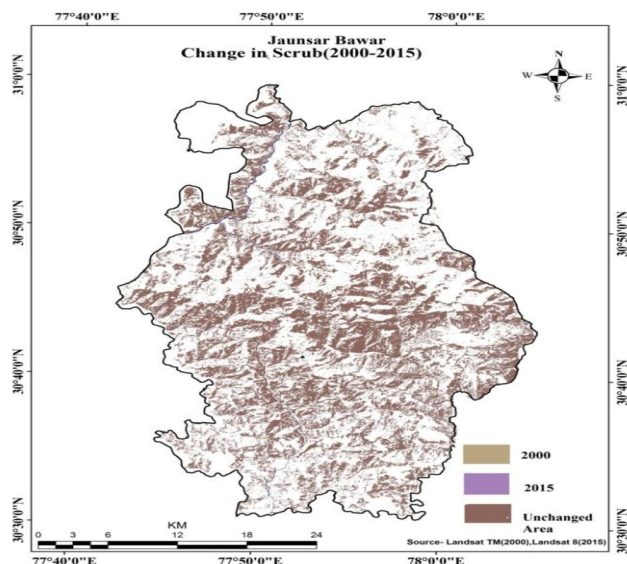 77°40'0"E 77°50'0"E 78°0'0"E
Jaunsar Bawar
Change in Scrub(2000-2015)
N
W E
S
31°0'0"N 31°0'0"N
30°50'0"N 30°50'0"N
30°40'0"N 30°40'0"N
30°30'0"N 30°30'0"N
2000
2015
Unchanged
Area
KM
0 3 6 12 18 24
Source- Landsat TM(2000),Landsat 8(2015)
77°40'0"E 77°50'0"E 78°0'0"E